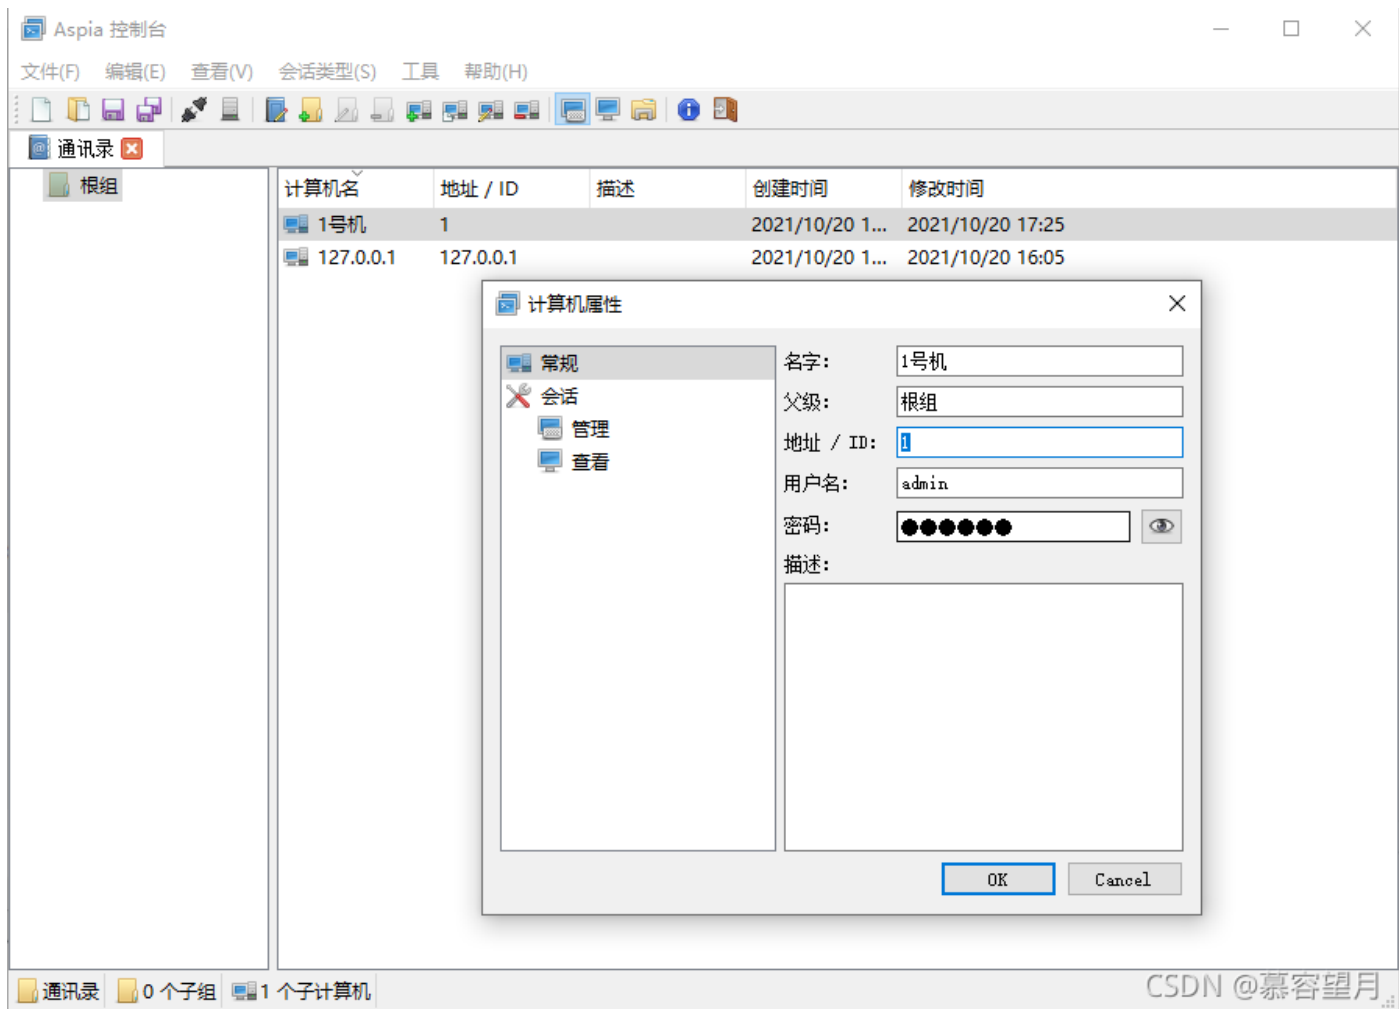 Aspia 控制台
文件(F) 编辑(E) 查看(V) 会话类型(S) 工具 帮助(H)
通讯录
根组
计算机名 地址 / ID 描述 创建时间 修改时间
1号机 1 2021/10/20 1... 2021/10/20 17:25
127.0.0.1 127.0.0.1 2021/10/20 1... 2021/10/20 16:05
计算机属性
常规
会话
管理
查看
名字: 1号机
父级: 根组
地址 / ID: 1
用户名: admin
密码: ●●●●●●
描述:
OK Cancel
通讯录 0 个子组 1 个子计算机
CSDN @慕容望月